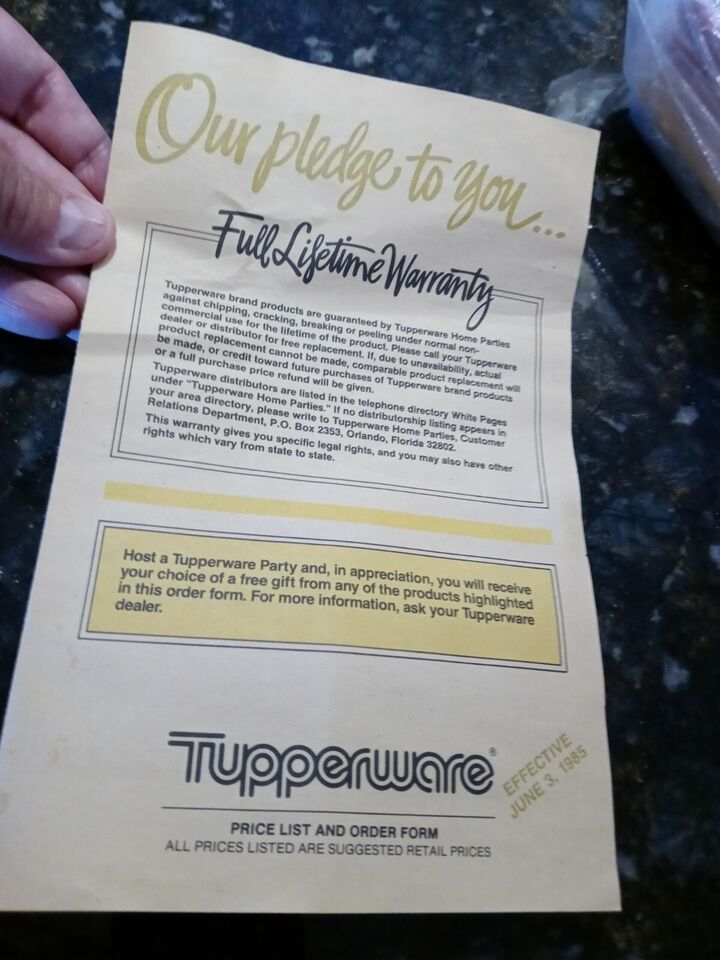 Our pledge to you...
Full Lifetime Warranty
Tupperware brand products are guaranteed by Tupperware Home Parties
against chipping, cracking, breaking or peeling under normal non-
commercial use for the lifetime of the product. Please call your Tupperware
dealer or distributor for free replacement. If, due to unavailability, actual
product replacement cannot be made, comparable product replacement will
be made, or credit toward future purchases of Tupperware brand products
or a full purchase price refund will be given.
Tupperware distributors are listed in the telephone directory White Pages
under "Tupperware Home Parties." If no distributorship listing appears in
your area directory, please write to Tupperware Home Parties, Customer
Relations Department, P.O. Box 2353, Orlando, Florida 32802.
This warranty gives you specific legal rights, and you may also have other
rights which vary from state to state.
Host a Tupperware Party and, in appreciation, you will receive
your choice of a free gift from any of the products highlighted
in this order form. For more information, ask your Tupperware
dealer.
Tupperware®
EFFECTIVE
JUNE 3, 1985
PRICE LIST AND ORDER FORM
ALL PRICES LISTED ARE SUGGESTED RETAIL PRICES